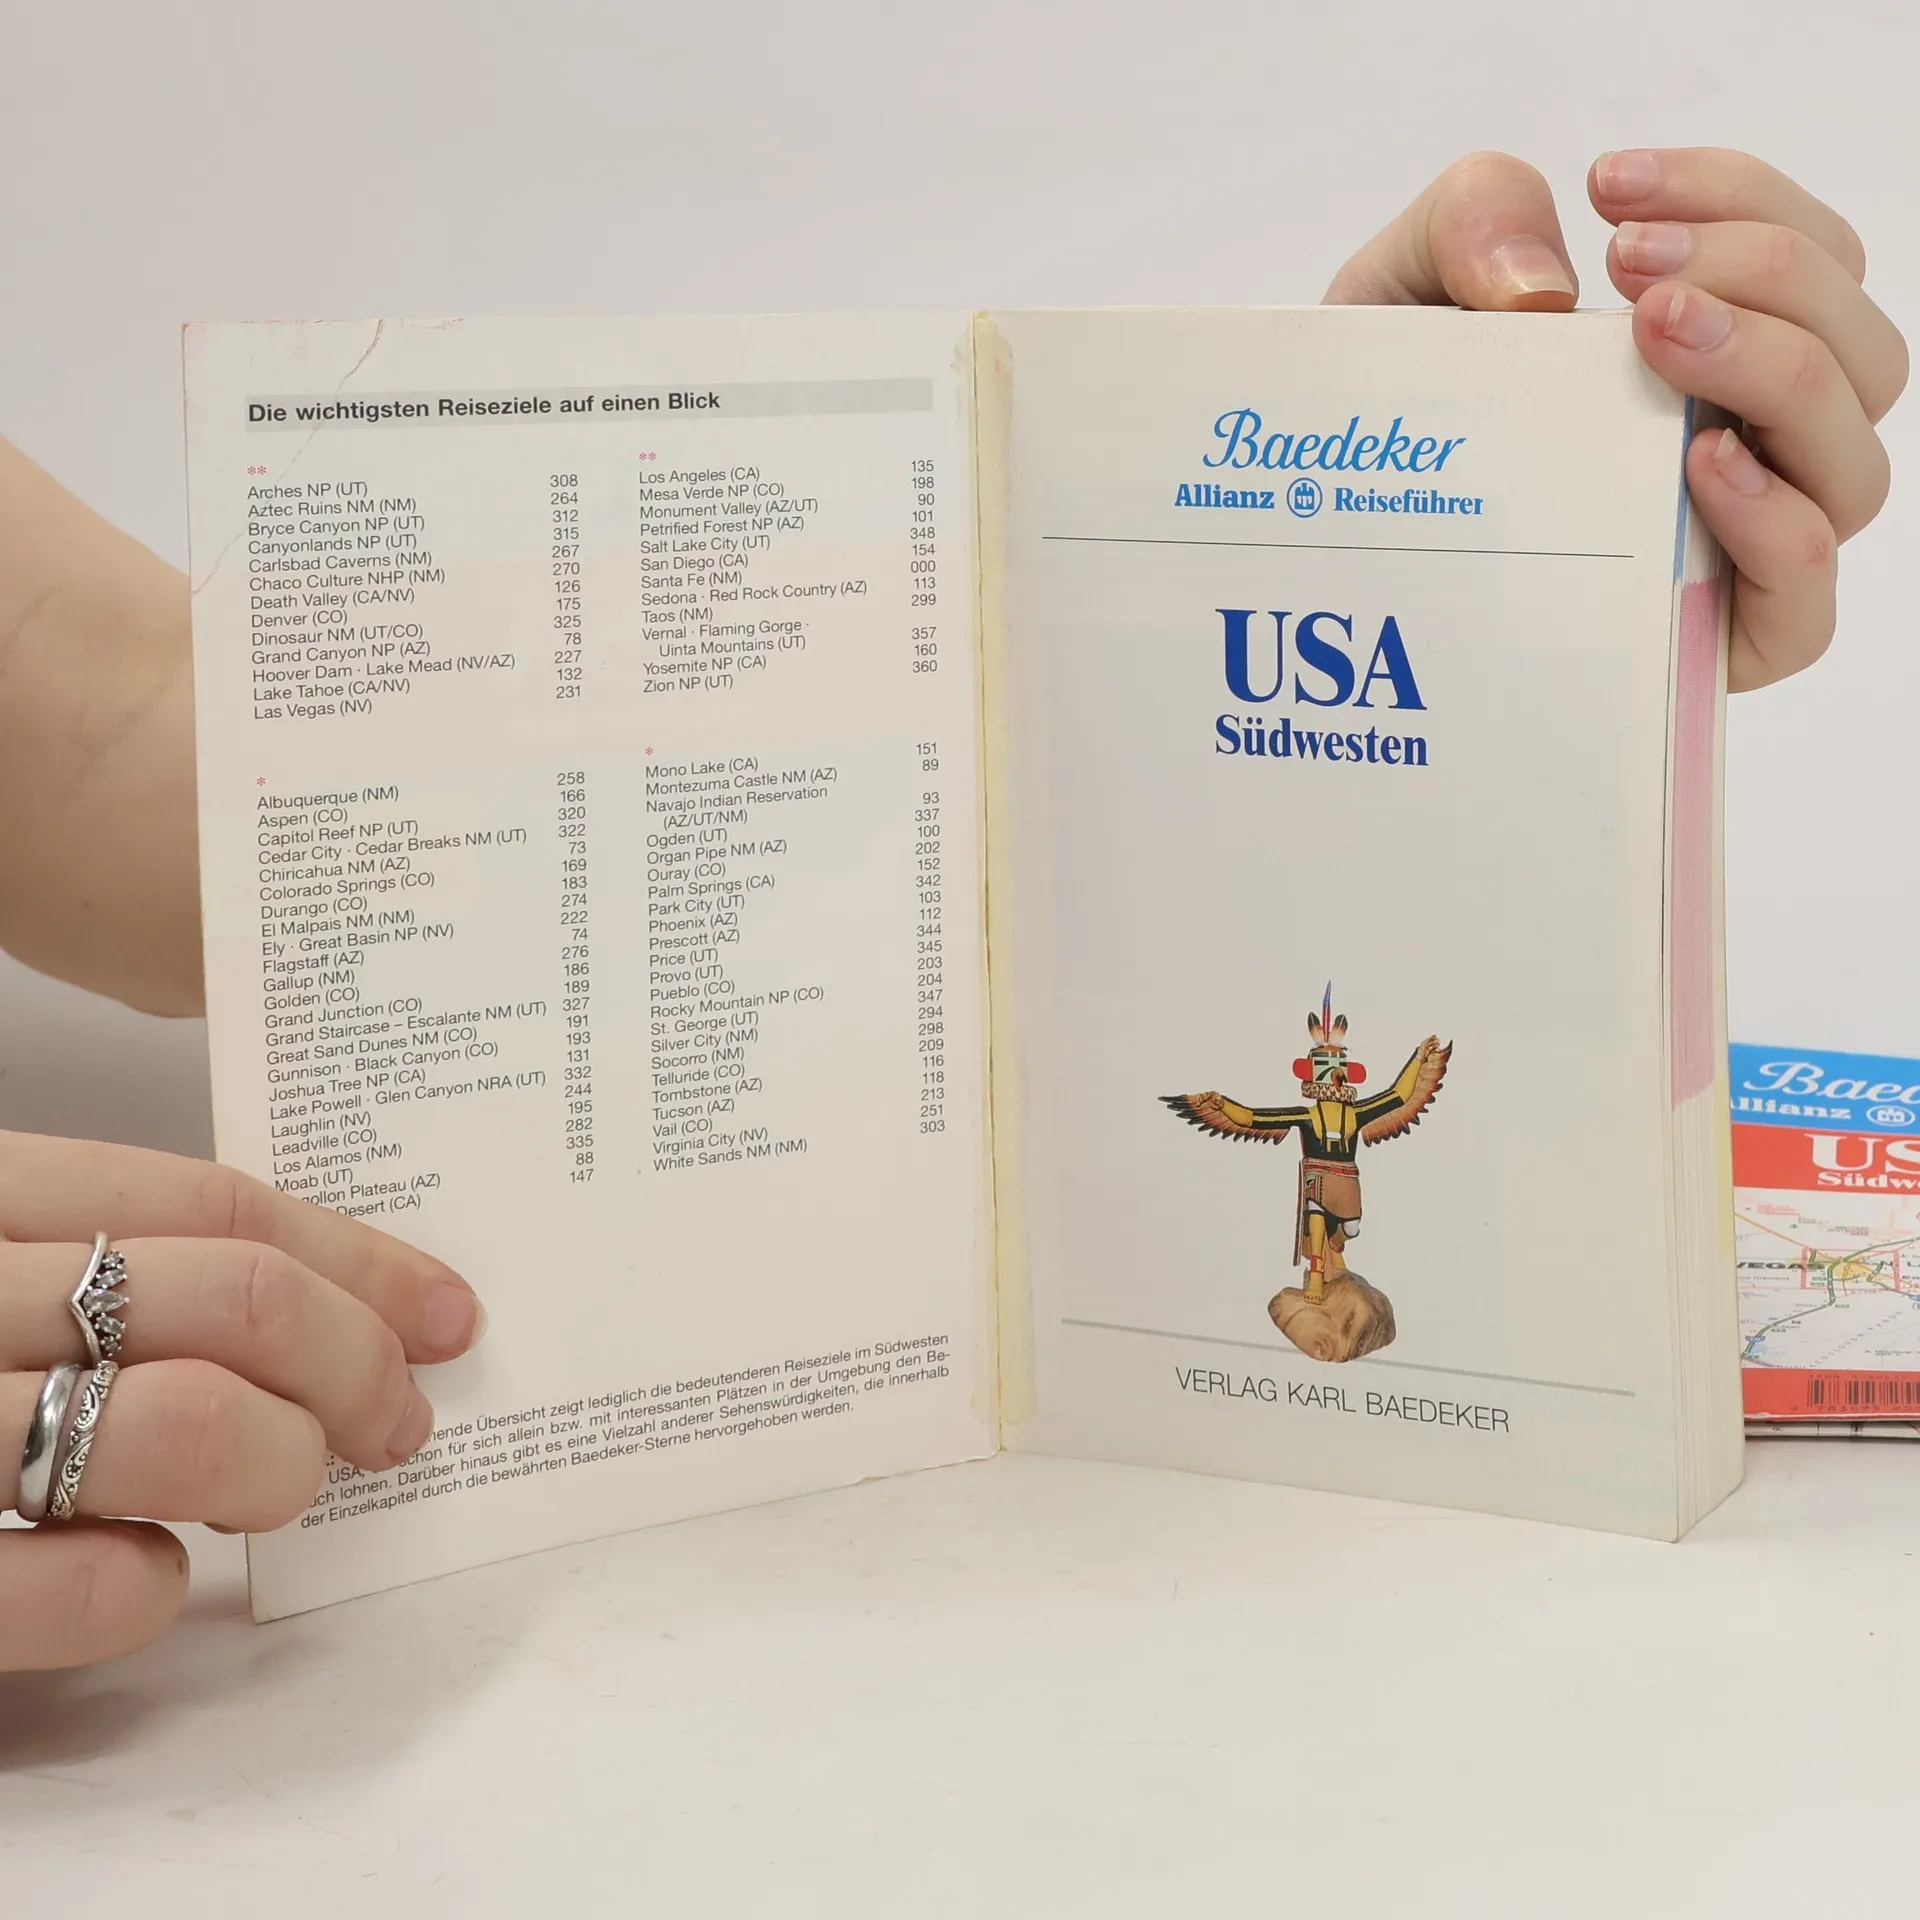 Die wichtigsten Reiseziele auf einen Blick
**
Arches NP (UT) 308
Aztec Ruins NM (NM) 264
Bryce Canyon NP (UT) 312
Canyonlands NP (UT) 315
Carlsbad Caverns (NM) 267
Chaco Culture NHP (NM) 270
Death Valley (CA/NV) 126
Denver (CO) 175
Dinosaur NM (UT/CO) 325
Grand Canyon NP (AZ) 78
Hoover Dam · Lake Mead (NV/AZ) 227
Lake Tahoe (CA/NV) 132
Las Vegas (NV) 231
**
Los Angeles (CA) 135
Mesa Verde NP (CO) 198
Monument Valley (AZ/UT) 90
Petrified Forest NP (AZ) 101
Salt Lake City (UT) 348
San Diego (CA) 154
Santa Fe (NM) 000
Sedona · Red Rock Country (AZ) 113
Taos (NM) 299
Vernal · Flaming Gorge ·
Uinta Mountains (UT) 357
Yosemite NP (CA) 160
Zion NP (UT) 360
*
Albuquerque (NM) 258
Aspen (CO) 166
Capitol Reef NP (UT) 320
Cedar City · Cedar Breaks NM (UT) 322
Chiricahua NM (AZ) 73
Colorado Springs (CO) 169
Durango (CO) 183
El Malpais NM (NM) 274
Ely · Great Basin NP (NV) 222
Flagstaff (AZ) 74
Gallup (NM) 276
Golden (CO) 186
Grand Junction (CO) 189
Grand Staircase – Escalante NM (UT) 327
Great Sand Dunes NM (CO) 191
Gunnison · Black Canyon (CO) 193
Joshua Tree NP (CA) 131
Lake Powell · Glen Canyon NRA (UT) 332
Laughlin (NV) 244
Leadville (CO) 195
Los Alamos (NM) 282
Moab (UT) 335
ollon Plateau (AZ) 88
Desert (CA) 147
*
Mono Lake (CA) 151
Montezuma Castle NM (AZ) 89
Navajo Indian Reservation
(AZ/UT/NM) 93
Ogden (UT) 337
Organ Pipe NM (AZ) 100
Ouray (CO) 202
Palm Springs (CA) 152
Park City (UT) 342
Phoenix (AZ) 103
Prescott (AZ) 112
Price (UT) 344
Provo (UT) 345
Pueblo (CO) 203
Rocky Mountain NP (CO) 204
St. George (UT) 347
Silver City (NM) 294
Socorro (NM) 298
Telluride (CO) 209
Tombstone (AZ) 116
Tucson (AZ) 118
Vail (CO) 213
Virginia City (NV) 251
White Sands NM (NM) 303
hende Übersicht zeigt lediglich die bedeutenderen Reiseziele im Südwesten
USA, schon für sich allein bzw. mit interessanten Plätzen in der Umgebung den Be-
uch lohnen. Darüber hinaus gibt es eine Vielzahl anderer Sehenswürdigkeiten, die innerhalb
der Einzelkapitel durch die bewährten Baedeker-Sterne hervorgehoben werden.
Baedeker
Allianz Reiseführer
USA
Südwesten
VERLAG KARL BAEDEKER
Baed
Allianz
US
Südwe
VEGAS